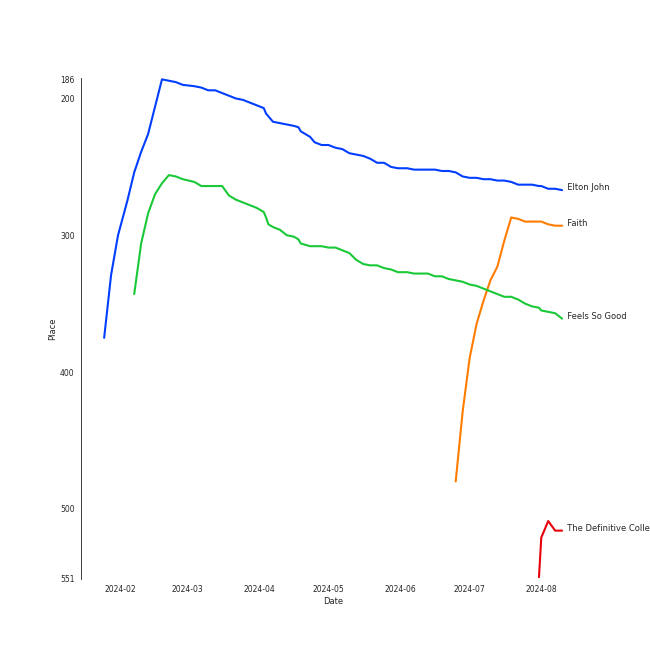 186
200
300
400
500
551
Place
2024-02
2024-03
2024-04
2024-05
2024-06
2024-07
2024-08
Date
Elton John
Faith
Feels So Good
The Definitive Colle